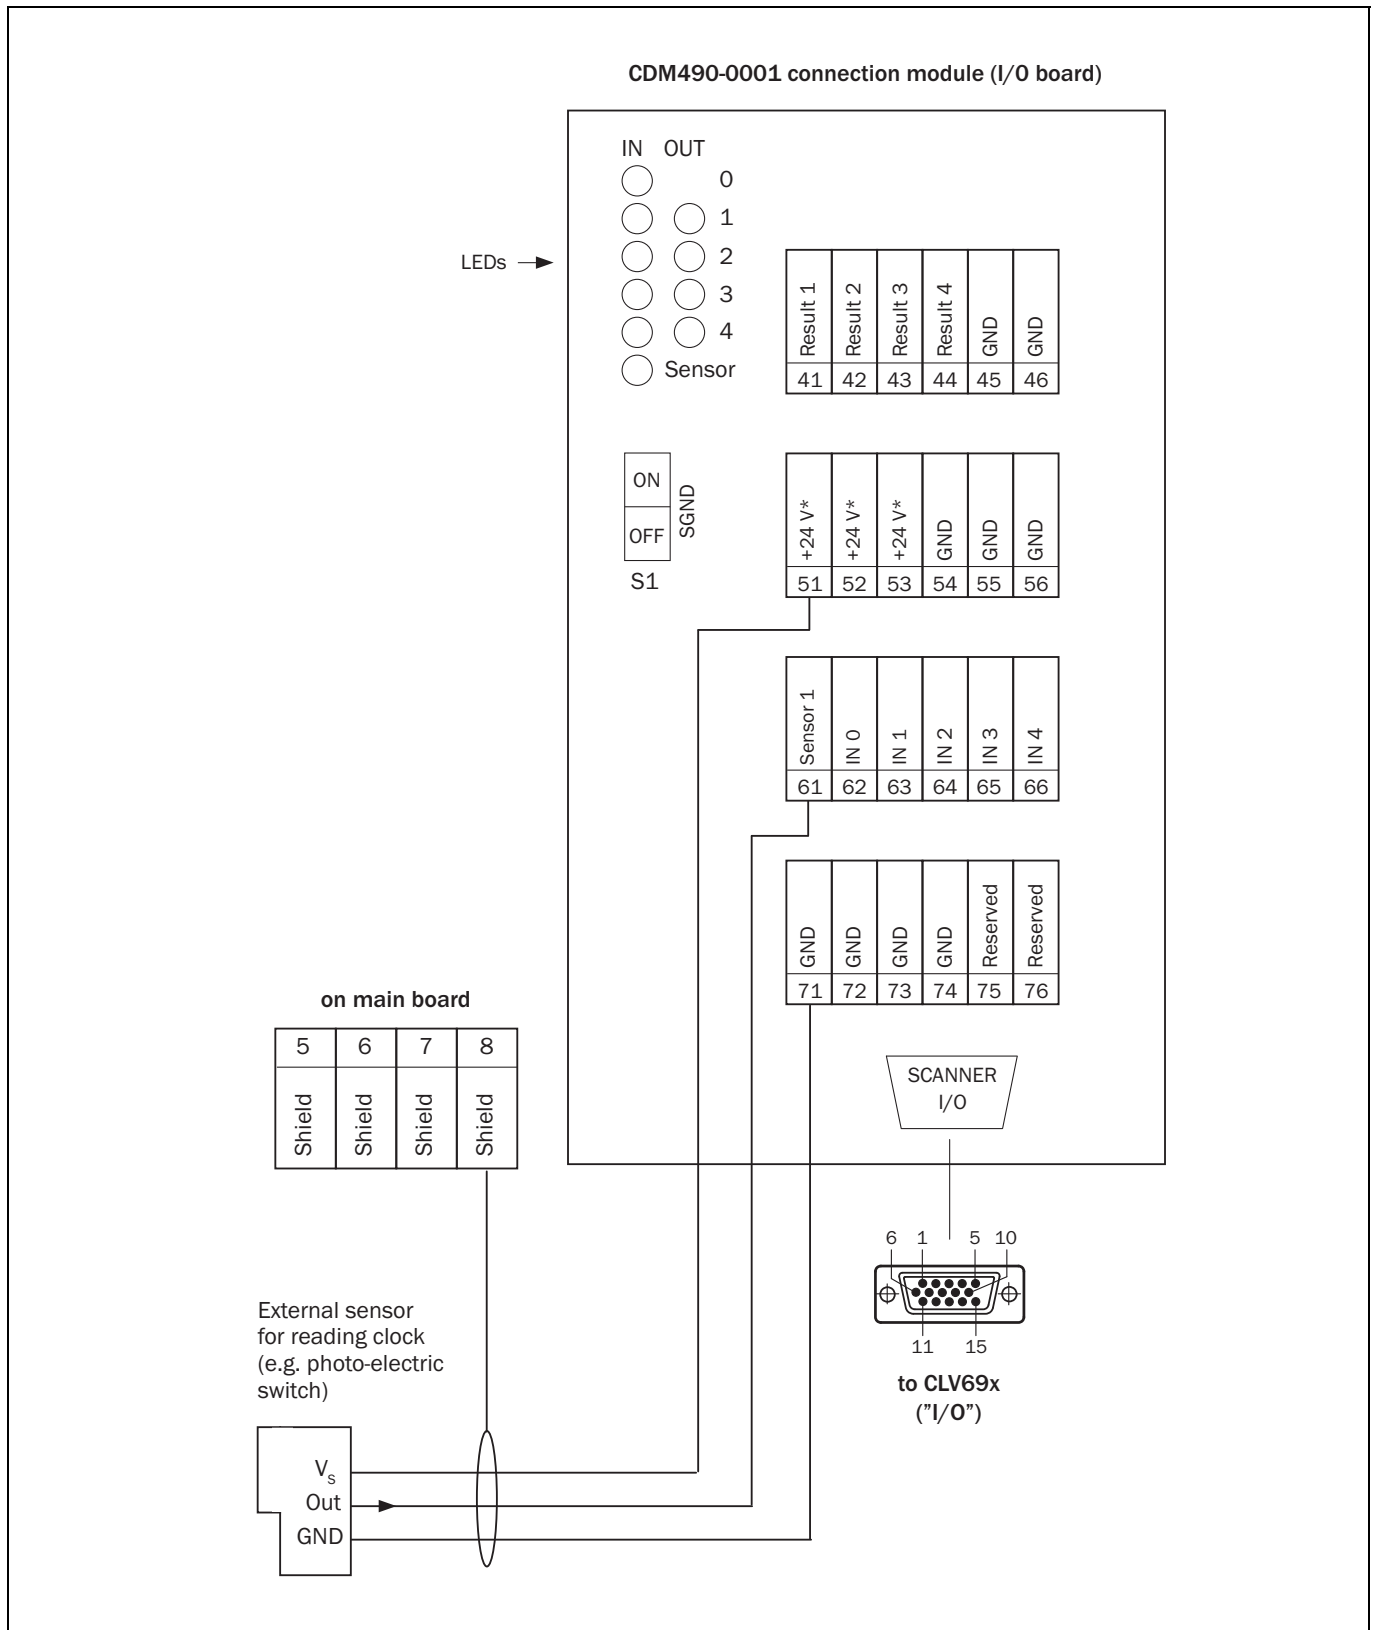 CDM490-0001 connection module (I/O board)
IN OUT
0
1
2
3
4
Sensor
LEDs
Result 1 Result 2 Result 3 Result 4 GND GND
41 42 43 44 45 46
ON
OFF
SGND
S1
+24 V* +24 V* +24 V* GND GND GND
51 52 53 54 55 56
Sensor 1 IN 0 IN 1 IN 2 IN 3 IN 4
61 62 63 64 65 66
GND GND GND GND Reserved Reserved
71 72 73 74 75 76
on main board
5 6 7 8
Shield Shield Shield Shield
SCANNER
I/O
6 1 5 10
11 15
to CLV69x
("I/O")
External sensor
for reading clock
(e.g. photo-electric
switch)
VS
Out
GND